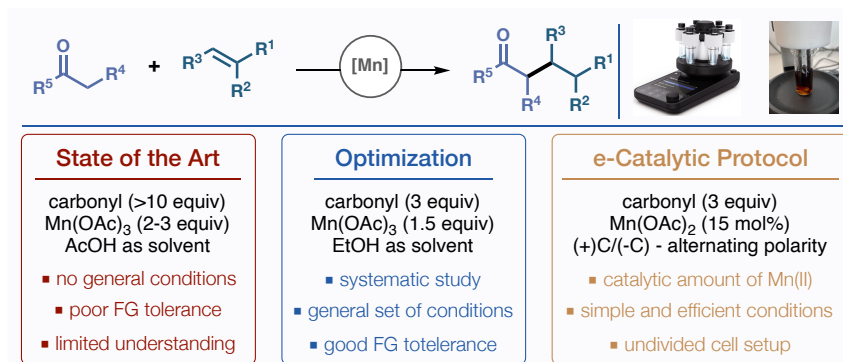 O
R⁵
R⁴
+
R³
R¹
R²
[Mn]
O
R³
R⁵
R¹
R⁴
R²
State of the Art
carbonyl (>10 equiv)
Mn(OAc)₃ (2-3 equiv)
AcOH as solvent
▪ no general conditions
▪ poor FG tolerance
▪ limited understanding
Optimization
carbonyl (3 equiv)
Mn(OAc)₃ (1.5 equiv)
EtOH as solvent
▪ systematic study
▪ general set of conditions
▪ good FG totelerance
e-Catalytic Protocol
carbonyl (3 equiv)
Mn(OAc)₂ (15 mol%)
(+)C/(-C) - alternating polarity
▪ catalytic amount of Mn(II)
▪ simple and efficient conditions
▪ undivided cell setup